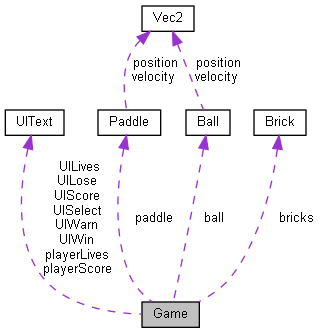 Vec2
position
velocity
position
velocity
UIText
Paddle
Ball
Brick
UILives
UILose
UIScore
UISelect
UIWarn
UIWin
playerLives
playerScore
paddle
ball
bricks
Game